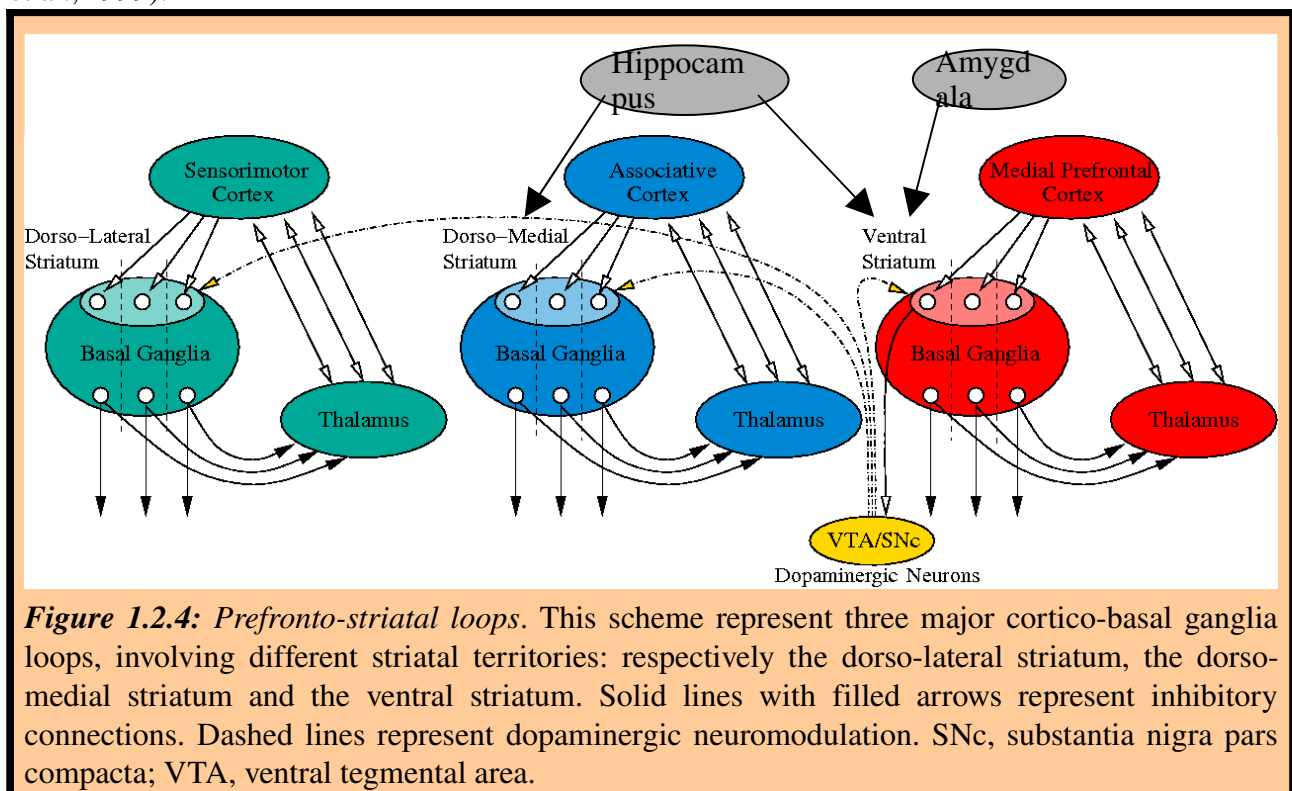 Hippocam
pus
Amygd
ala
Sensorimotor
Cortex
Associative
Cortex
Medial Prefrontal
Cortex
Dorso–Lateral
Striatum
Dorso–Medial
Striatum
Ventral
Striatum
Basal Ganglia
Basal Ganglia
Basal Ganglia
Thalamus
Thalamus
Thalamus
VTA/SNc
Dopaminergic Neurons
Figure 1.2.4: Prefronto-striatal loops. This scheme represent three major cortico-basal ganglia
loops, involving different striatal territories: respectively the dorso-lateral striatum, the dorso-
medial striatum and the ventral striatum. Solid lines with filled arrows represent inhibitory
connections. Dashed lines represent dopaminergic neuromodulation. SNc, substantia nigra pars
compacta; VTA, ventral tegmental area.